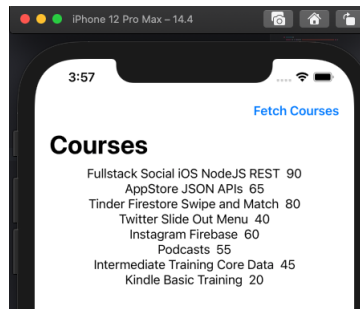 iPhone 12 Pro Max – 14.4
3:57
Fetch Courses
Courses
Fullstack Social iOS NodeJS REST 90
AppStore JSON APIs 65
Tinder Firestore Swipe and Match 80
Twitter Slide Out Menu 40
Instagram Firebase 60
Podcasts 55
Intermediate Training Core Data 45
Kindle Basic Training 20